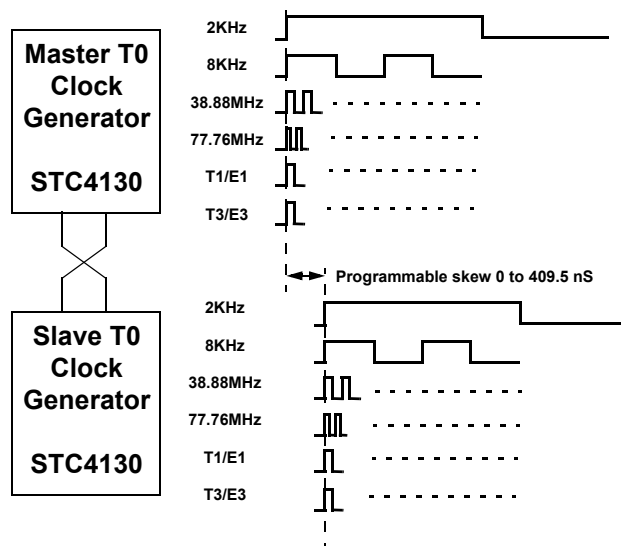 Master T0
Clock
Generator
STC4130
2KHz
8KHz
38.88MHz
77.76MHz
T1/E1
T3/E3
Programmable skew 0 to 409.5 nS
Slave T0
Clock
Generator
STC4130
2KHz
8KHz
38.88MHz
77.76MHz
T1/E1
T3/E3